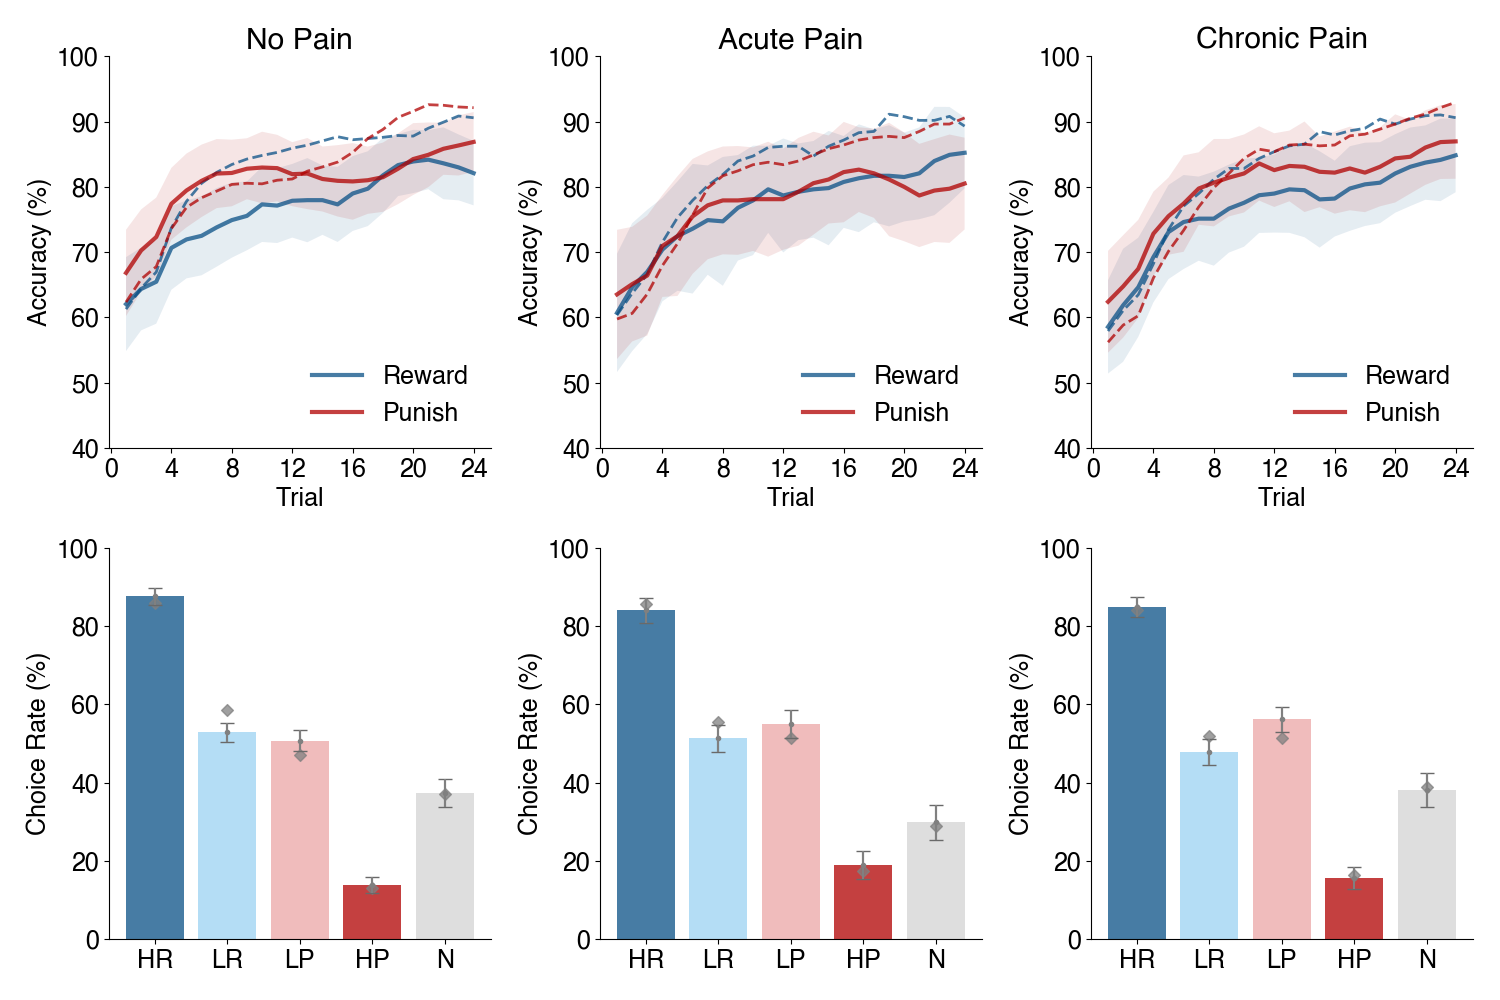 No Pain
Acute Pain
Chronic Pain
100
90
80
70
60
50
40
Accuracy (%)
Reward
Punish
0 4 8 12 16 20 24
Trial
100
90
80
70
60
50
40
Accuracy (%)
Reward
Punish
0 4 8 12 16 20 24
Trial
100
90
80
70
60
50
40
Accuracy (%)
Reward
Punish
0 4 8 12 16 20 24
Trial
100
80
60
40
20
0
Choice Rate (%)
HR LR LP HP N
100
80
60
40
20
0
Choice Rate (%)
HR LR LP HP N
100
80
60
40
20
0
Choice Rate (%)
HR LR LP HP N